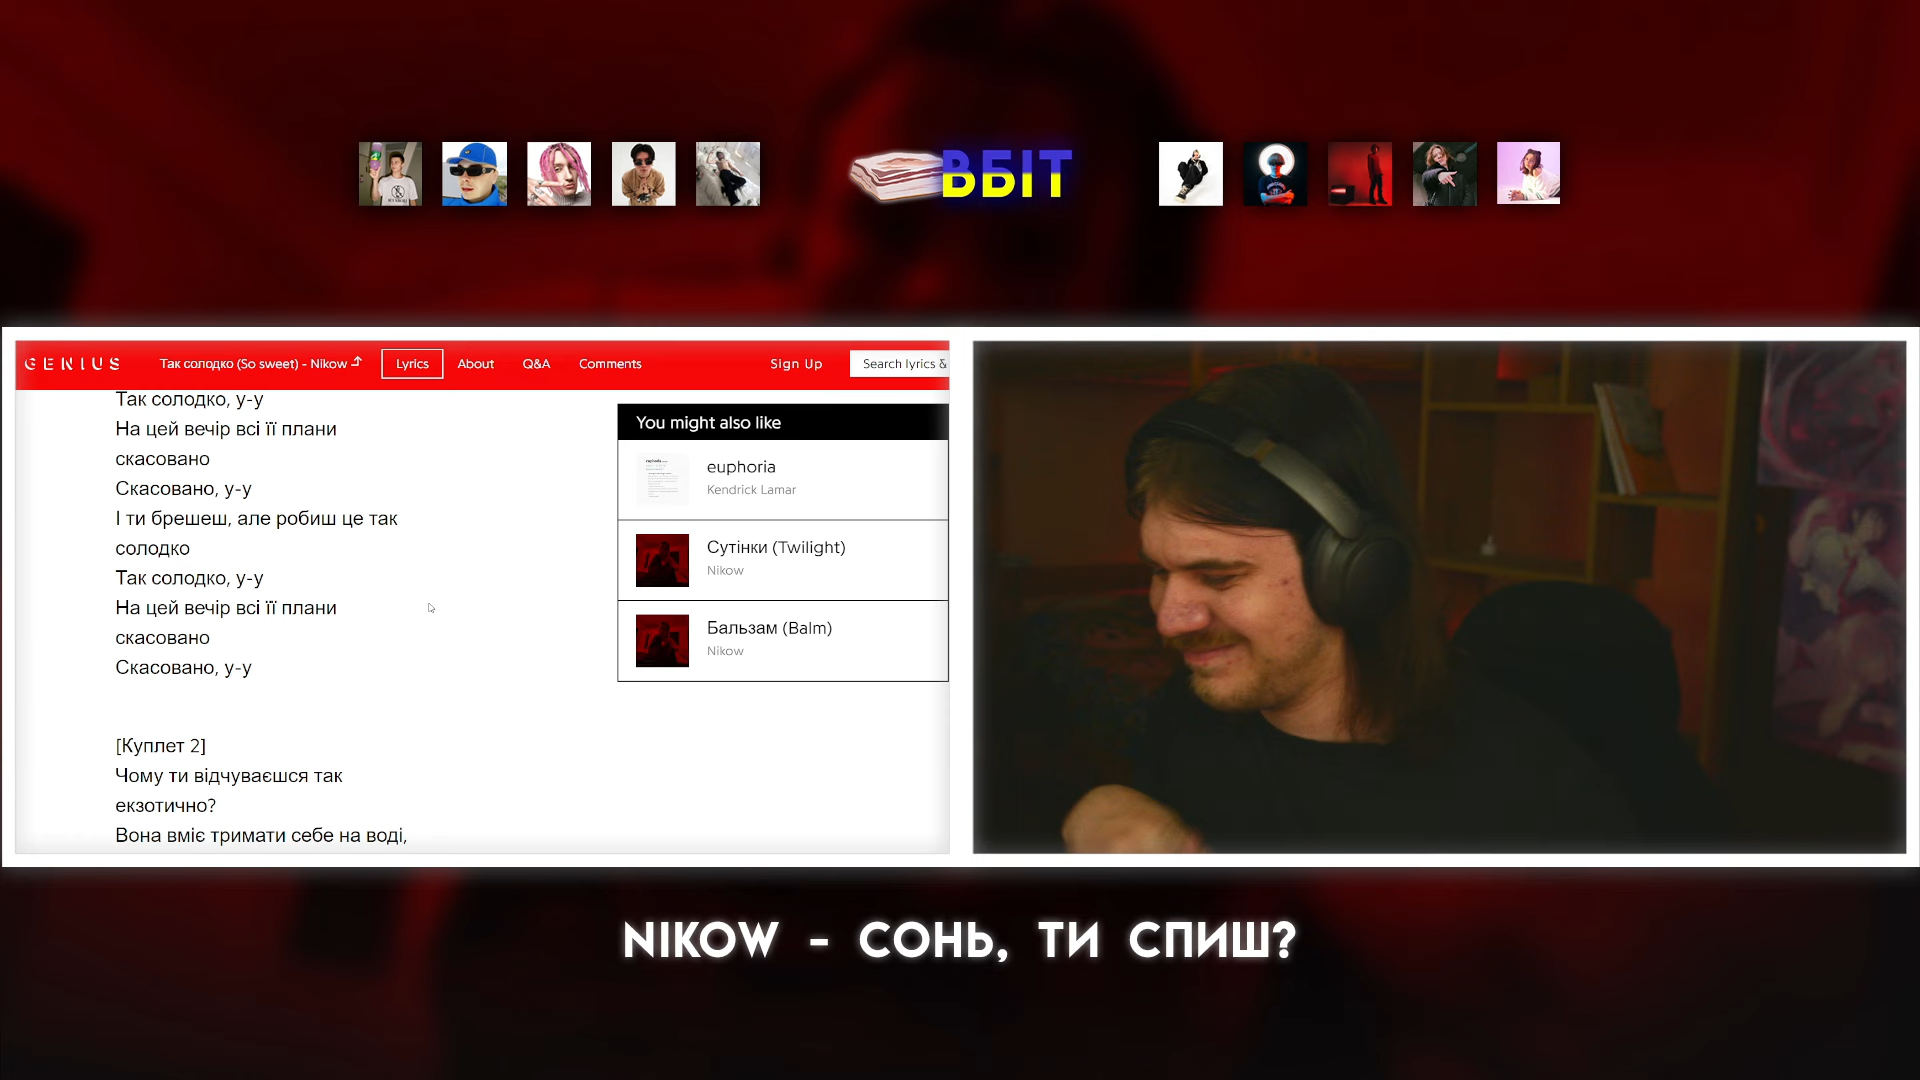 ВБІТ
GENIUS
Так солодко (So sweet) - Nikow
Lyrics
About
Q&A
Comments
Sign Up
Search lyrics &
Так солодко, у-у
На цей вечір всі її плани
скасовано
Скасовано, у-у
І ти брешеш, але робиш це так
солодко
Так солодко, у-у
На цей вечір всі її плани
скасовано
Скасовано, у-у
[Куплет 2]
Чому ти відчуваєшся так
екзотично?
Вона вміє тримати себе на воді,
You might also like
euphoria
Kendrick Lamar
Сутінки (Twilight)
Nikow
Бальзам (Balm)
Nikow
NIKOW - СОНЬ, ТИ СПИШ?